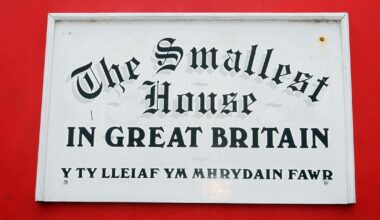 The Smallest
House
IN GREAT BRITAIN
Y TY LLEIAF YM MHRYDAIN FAWR